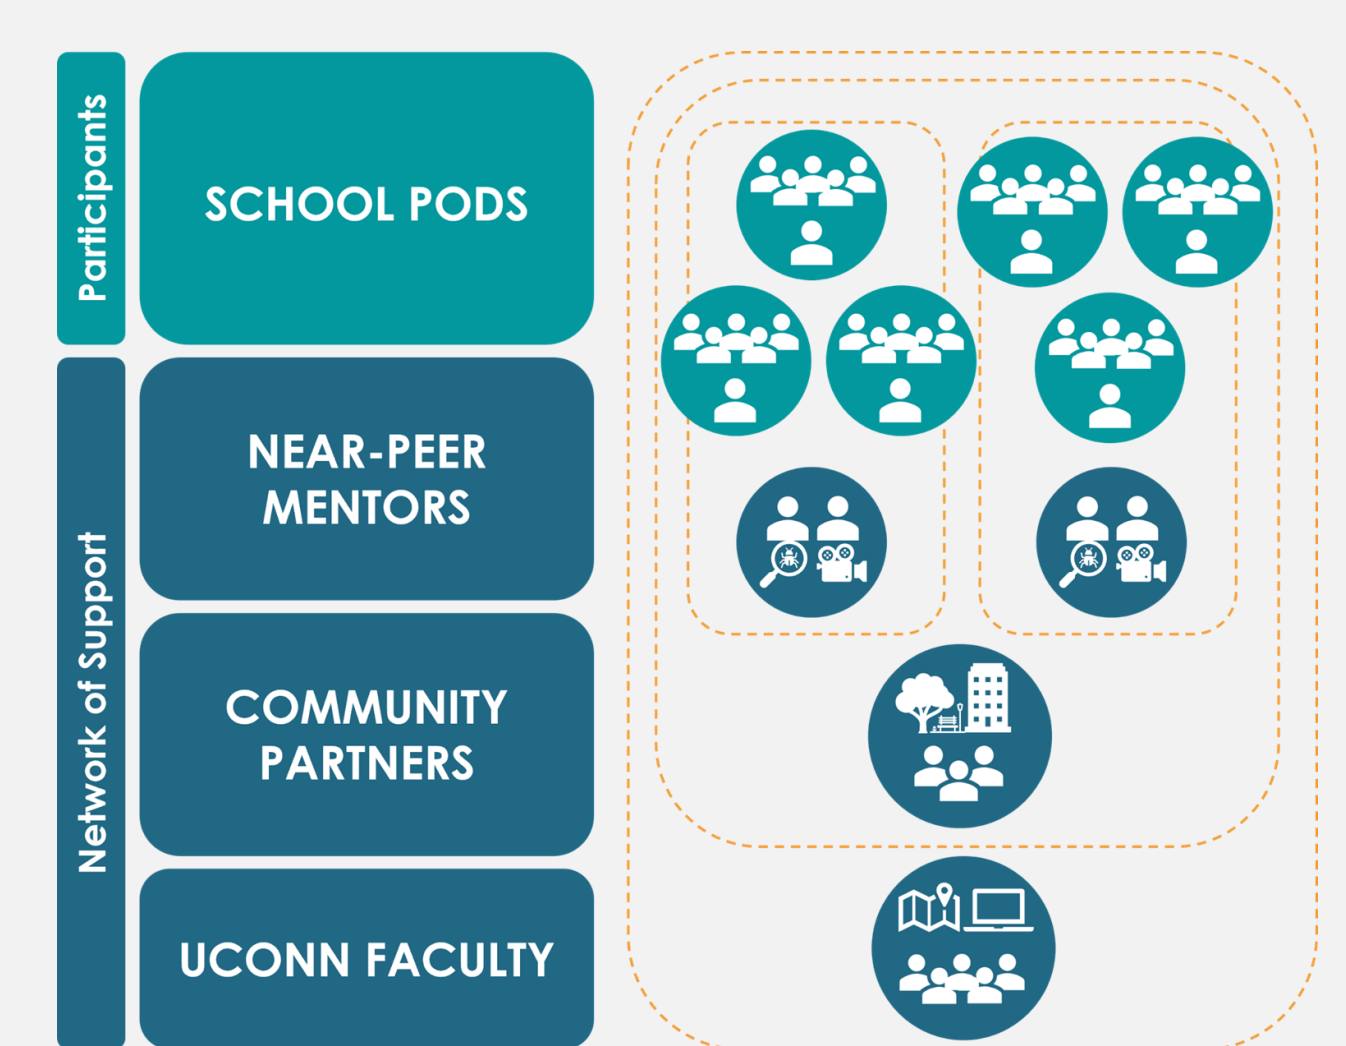 Participants
SCHOOL PODS
Network of Support
NEAR-PEER
MENTORS
COMMUNITY
PARTNERS
UCONN FACULTY